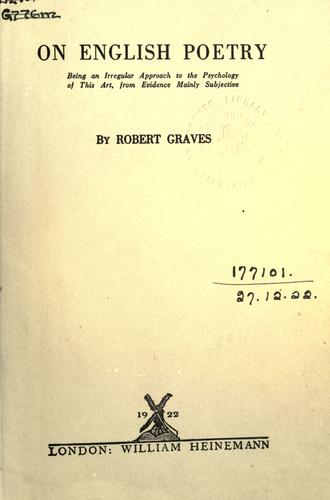 G776m
ON ENGLISH POETRY
Being an Irregular Approach to the Psychology
of This Art, from Evidence Mainly Subjective
BY ROBERT GRAVES
177101.
27.12.22.
1922
LONDON: WILLIAM HEINEMANN